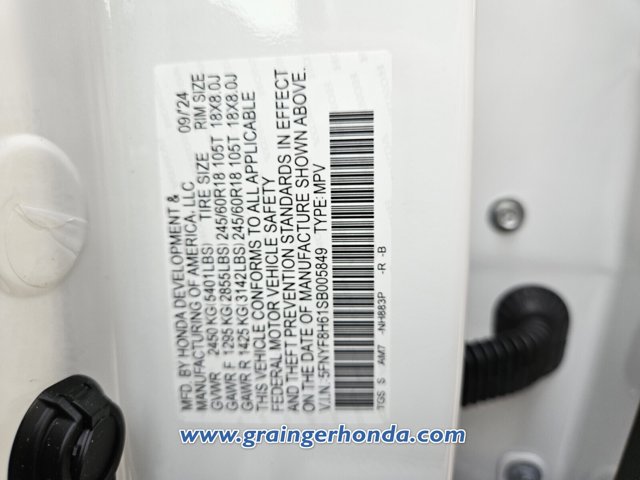 MFD. BY HONDA DEVELOPMENT & 09/24
MANUFACTURING OF AMERICA, LLC
TIRE SIZE RIM SIZE
GVWR 2450 KG(5401LBS)
GAWR F 1295 KG(2855LBS) 245/60R18 105T 18X8.0J
GAWR R 1425 KG(3142LBS) 245/60R18 105T 18X8.0J
THIS VEHICLE CONFORMS TO ALL APPLICABLE
FEDERAL MOTOR VEHICLE SAFETY
AND THEFT PREVENTION STANDARDS IN EFFECT
ON THE DATE OF MANUFACTURE SHOWN ABOVE.
V.I.N: 5FNYF8H61SB005849 TYPE:MPV
TGS S AM7 -NH883P -R -B
www.graingerhonda.com